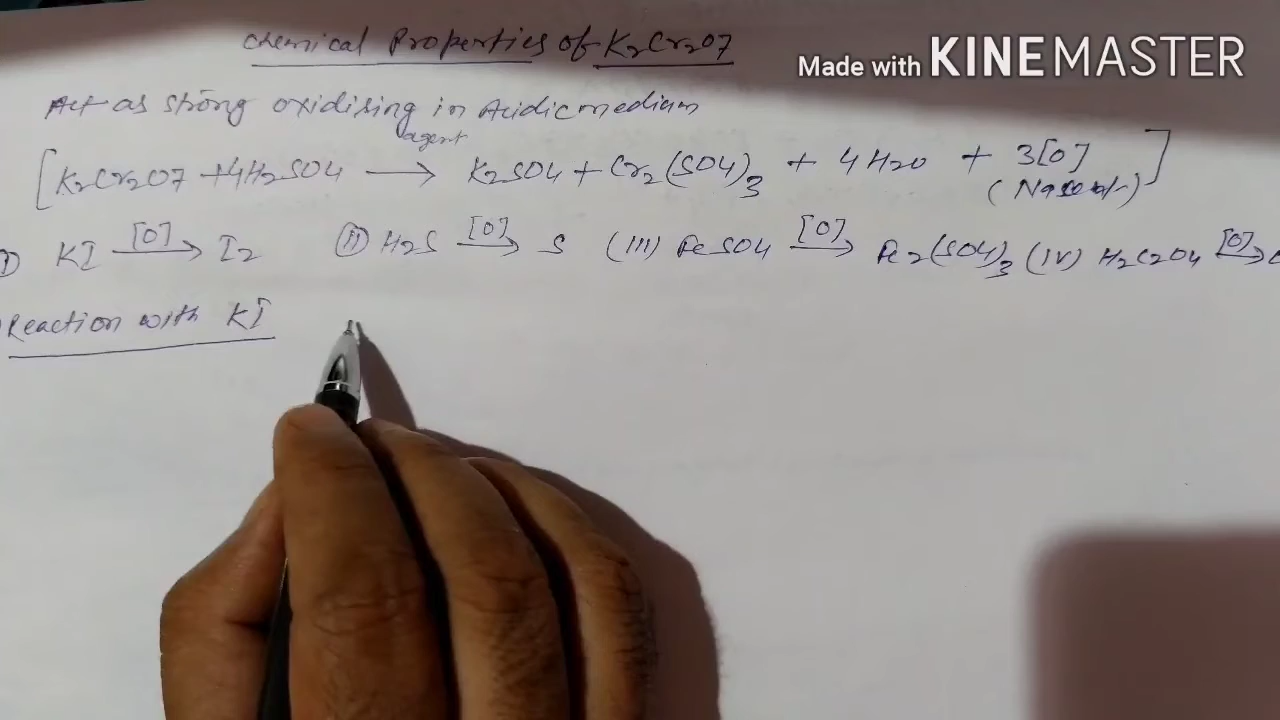 Chemical Properties of K2Cr2O7
Made with KINEMASTER
Act as strong oxidising agent in Acidic medium
[K2Cr2O7 + 4H2SO4 → K2SO4 + Cr2(SO4)3 + 4H2O + 3[O]]
I) KI [O]→ I2 (II) H2S [O]→ S (III) FeSO4 [O]→ Fe2(SO4)3 (IV) H2C2O4 [O]→
Reaction with KI